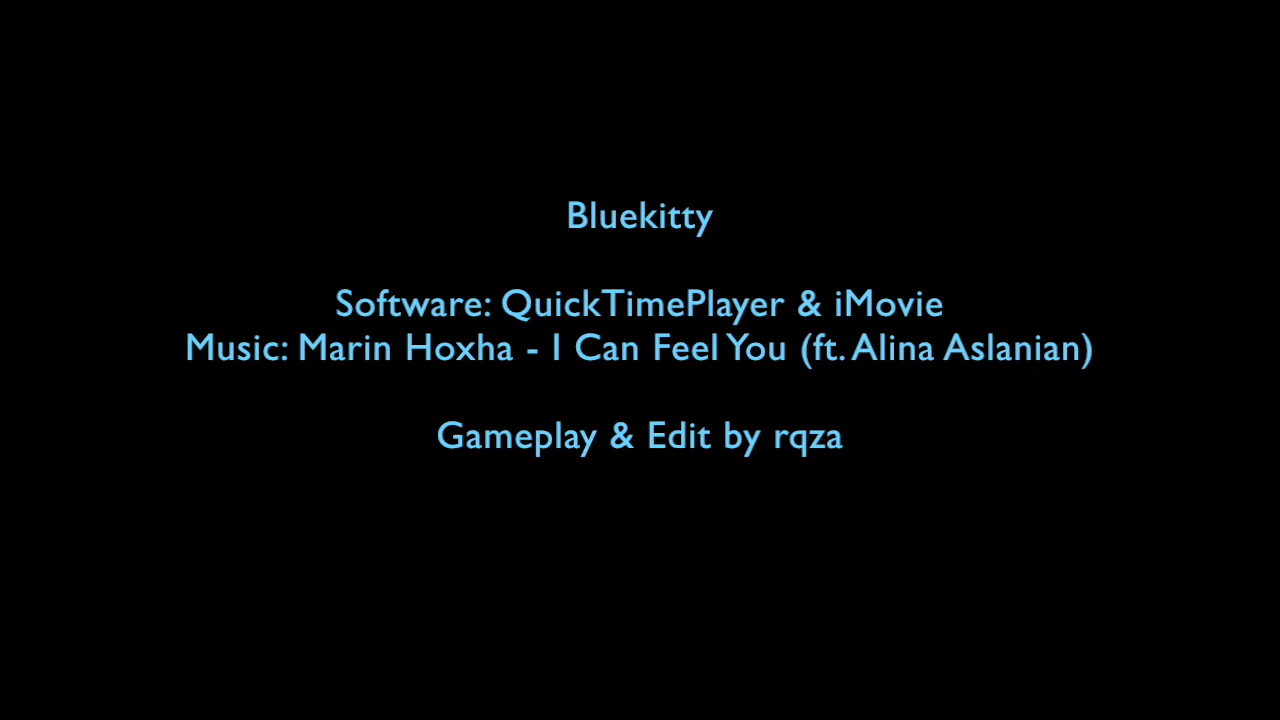 Bluekitty
Software: QuickTimePlayer & iMovie
Music: Marin Hoxha - I Can Feel You (ft. Alina Aslanian)
Gameplay & Edit by rqza